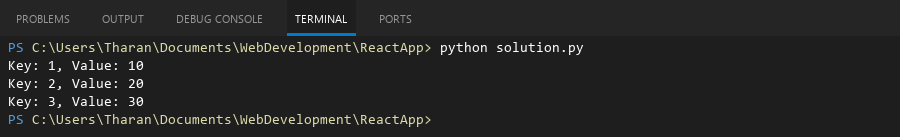 PROBLEMS OUTPUT DEBUG CONSOLE TERMINAL PORTS
PS C:\Users\Tharan\Documents\WebDevelopment\ReactApp> python solution.py
Key: 1, Value: 10
Key: 2, Value: 20
Key: 3, Value: 30
PS C:\Users\Tharan\Documents\WebDevelopment\ReactApp>